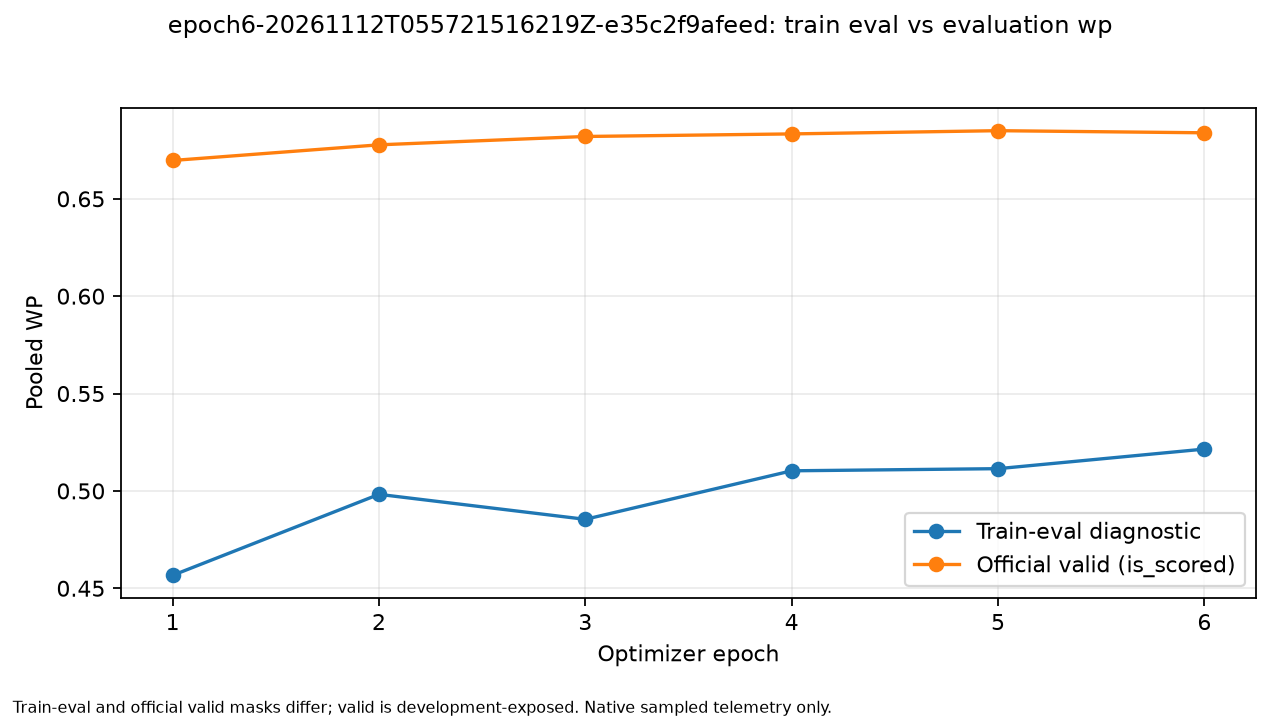 epoch6-20261112T055721516219Z-e35c2f9afeed: train eval vs evaluation wp
Pooled WP
0.65
0.60
0.55
0.50
0.45
Train-eval diagnostic
Official valid (is_scored)
1 2 3 4 5 6
Optimizer epoch
Train-eval and official valid masks differ; valid is development-exposed. Native sampled telemetry only.